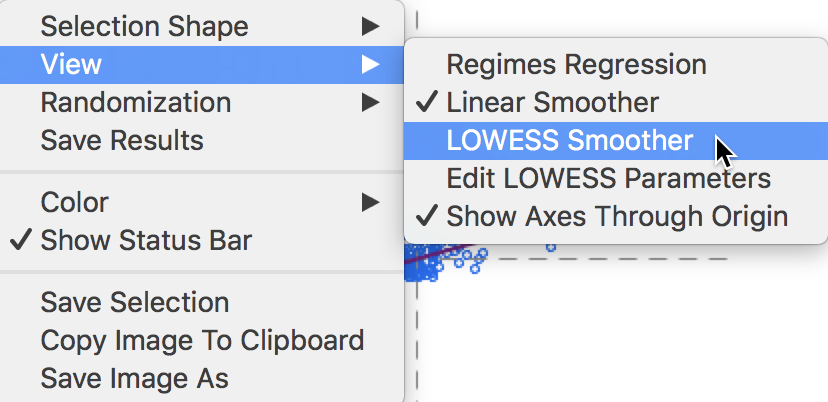 Selection Shape
View
Randomization
Save Results
Color
Show Status Bar
Save Selection
Copy Image To Clipboard
Save Image As
Regimes Regression
Linear Smoother
LOWESS Smoother
Edit LOWESS Parameters
Show Axes Through Origin